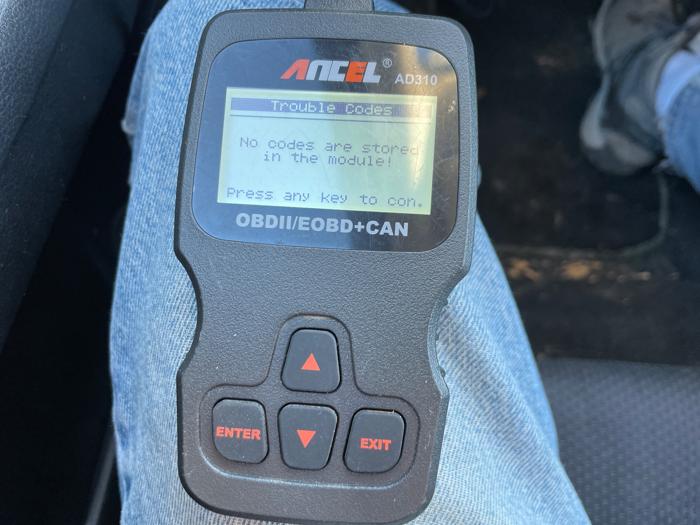 ANCEL® AD310
Trouble Codes
No codes are stored
in the module!
Press any key to con.
OBDII/EOBD+CAN
ENTER
EXIT